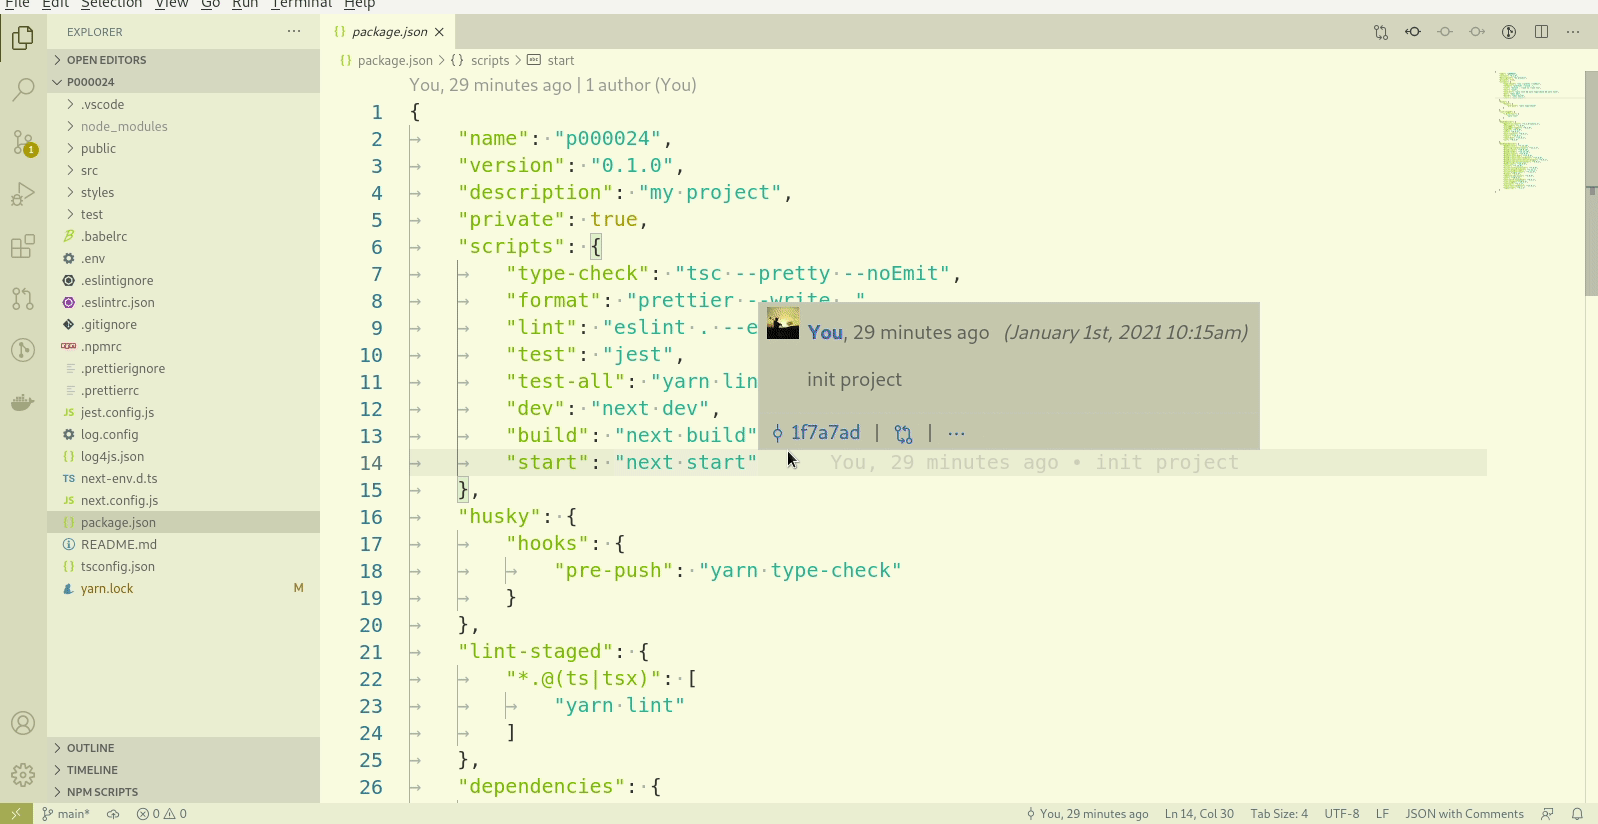 File Edit Selection View Go Run Terminal Help
EXPLORER
package.json
OPEN EDITORS
P000024
package.json > {} scripts > start
.vscode
node_modules
public
src
styles
test
.babelrc
.env
.eslintignore
.eslintrc.json
.gitignore
.npmrc
.prettierignore
.prettierrc
jest.config.js
log.config
log4js.json
next-env.d.ts
next.config.js
package.json
README.md
tsconfig.json
yarn.lock M
OUTLINE
TIMELINE
NPM SCRIPTS
1
You, 29 minutes ago | 1 author (You)
1 {
2 "name": "p000024",
3 "version": "0.1.0",
4 "description": "my project",
5 "private": true,
6 "scripts": {
7 "type-check": "tsc --pretty --noEmit",
8 "format": "prettier --write ."
9 "lint": "eslint . --e
10 "test": "jest",
11 "test-all": "yarn lin
12 "dev": "next dev",
13 "build": "next build"
14 "start": "next start" You, 29 minutes ago • init project
15 },
16 "husky": {
17 "hooks": {
18 "pre-push": "yarn type-check"
19 }
20 },
21 "lint-staged": {
22 "*.@(ts|tsx)": [
23 "yarn lint"
24 ]
25 },
26 "dependencies": {
You, 29 minutes ago (January 1st, 2021 10:15am)
init project
1f7a7ad | | ...
main* 0 0 You, 29 minutes ago Ln 14, Col 30 Tab Size: 4 UTF-8 LF JSON with Comments